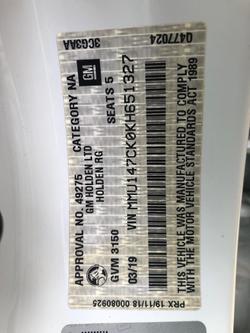 3CG3AA Q477024
APPROVAL NO. 49275 CATEGORY NA
GM HOLDEN LTD
HOLDEN RG
GM
SEATS 5
GVM 3150
VIN MMU147CK0KH651327
03/19
THIS VEHICLE WAS MANUFACTURED TO COMPLY
WITH THE MOTOR VEHICLE STANDARDS ACT 1989
PRX 19/11/18 00080925